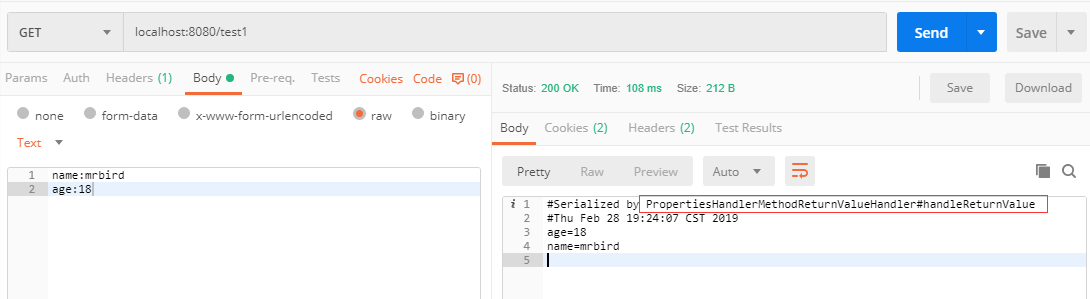 GET localhost:8080/test1 Send Save
Params Auth Headers (1) Body Pre-req. Tests Cookies Code (0)
none form-data x-www-form-urlencoded raw binary
Text
1 name:mrbird
2 age:18
Status: 200 OK Time: 108 ms Size: 212 B Save Download
Body Cookies (2) Headers (2) Test Results
Pretty Raw Preview Auto
i 1 #Serialized by PropertiesHandlerMethodReturnValueHandler#handleReturnValue
2 #Thu Feb 28 19:24:07 CST 2019
3 age=18
4 name=mrbird
5